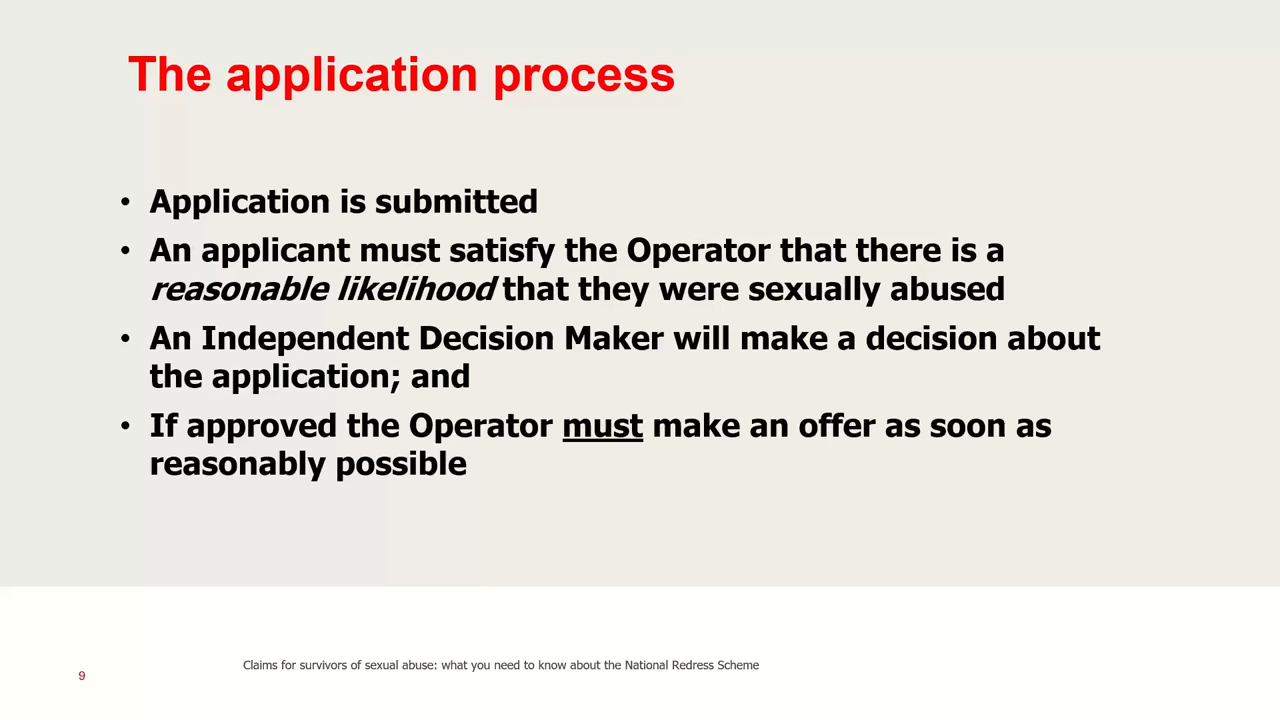 The application process
• Application is submitted
• An applicant must satisfy the Operator that there is a
reasonable likelihood that they were sexually abused
• An Independent Decision Maker will make a decision about
the application; and
• If approved the Operator must make an offer as soon as
reasonably possible
Claims for survivors of sexual abuse: what you need to know about the National Redress Scheme
9